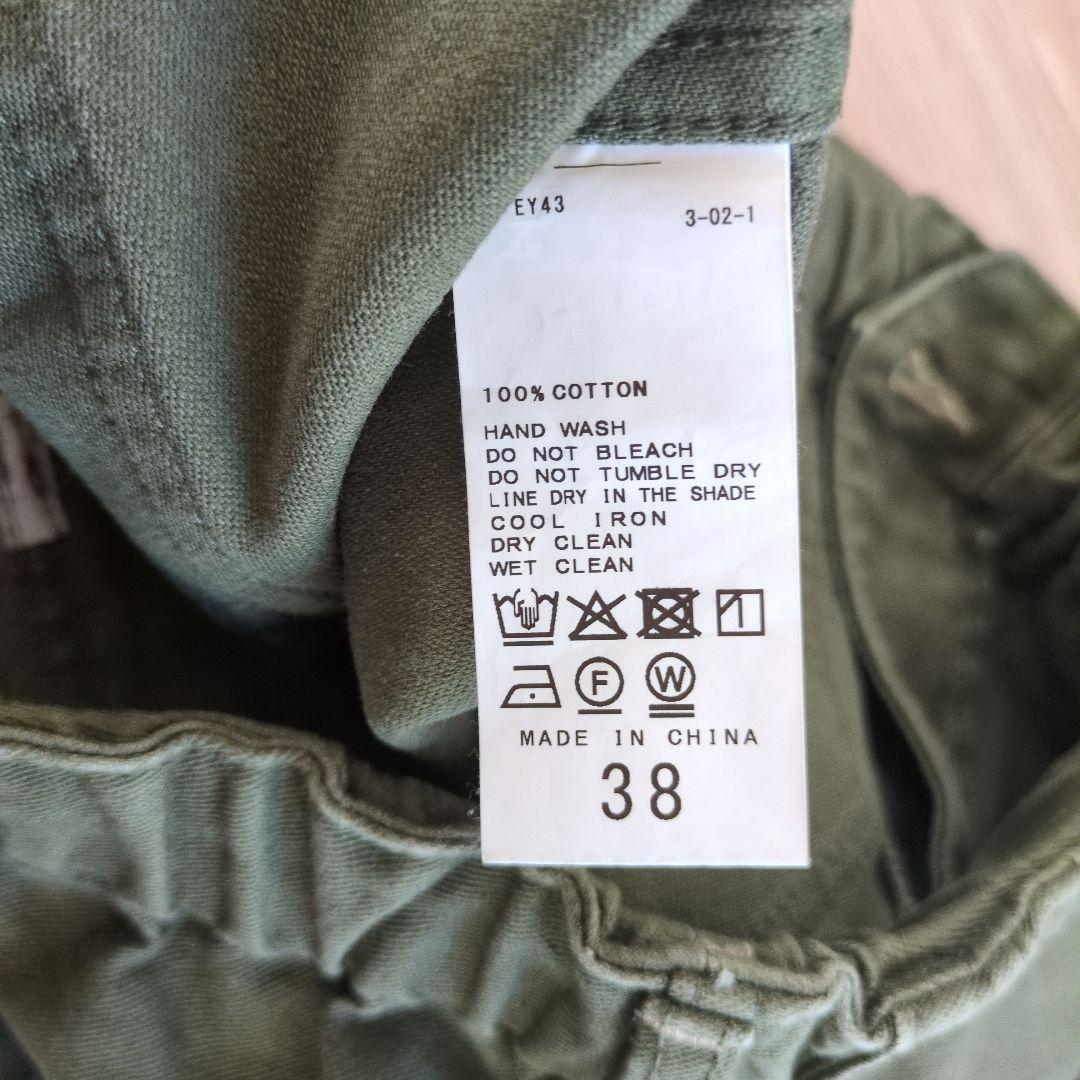 EY43
3-02-1
100% COTTON
HAND WASH
DO NOT BLEACH
DO NOT TUMBLE DRY
LINE DRY IN THE SHADE
COOL IRON
DRY CLEAN
WET CLEAN
F W
MADE IN CHINA
38